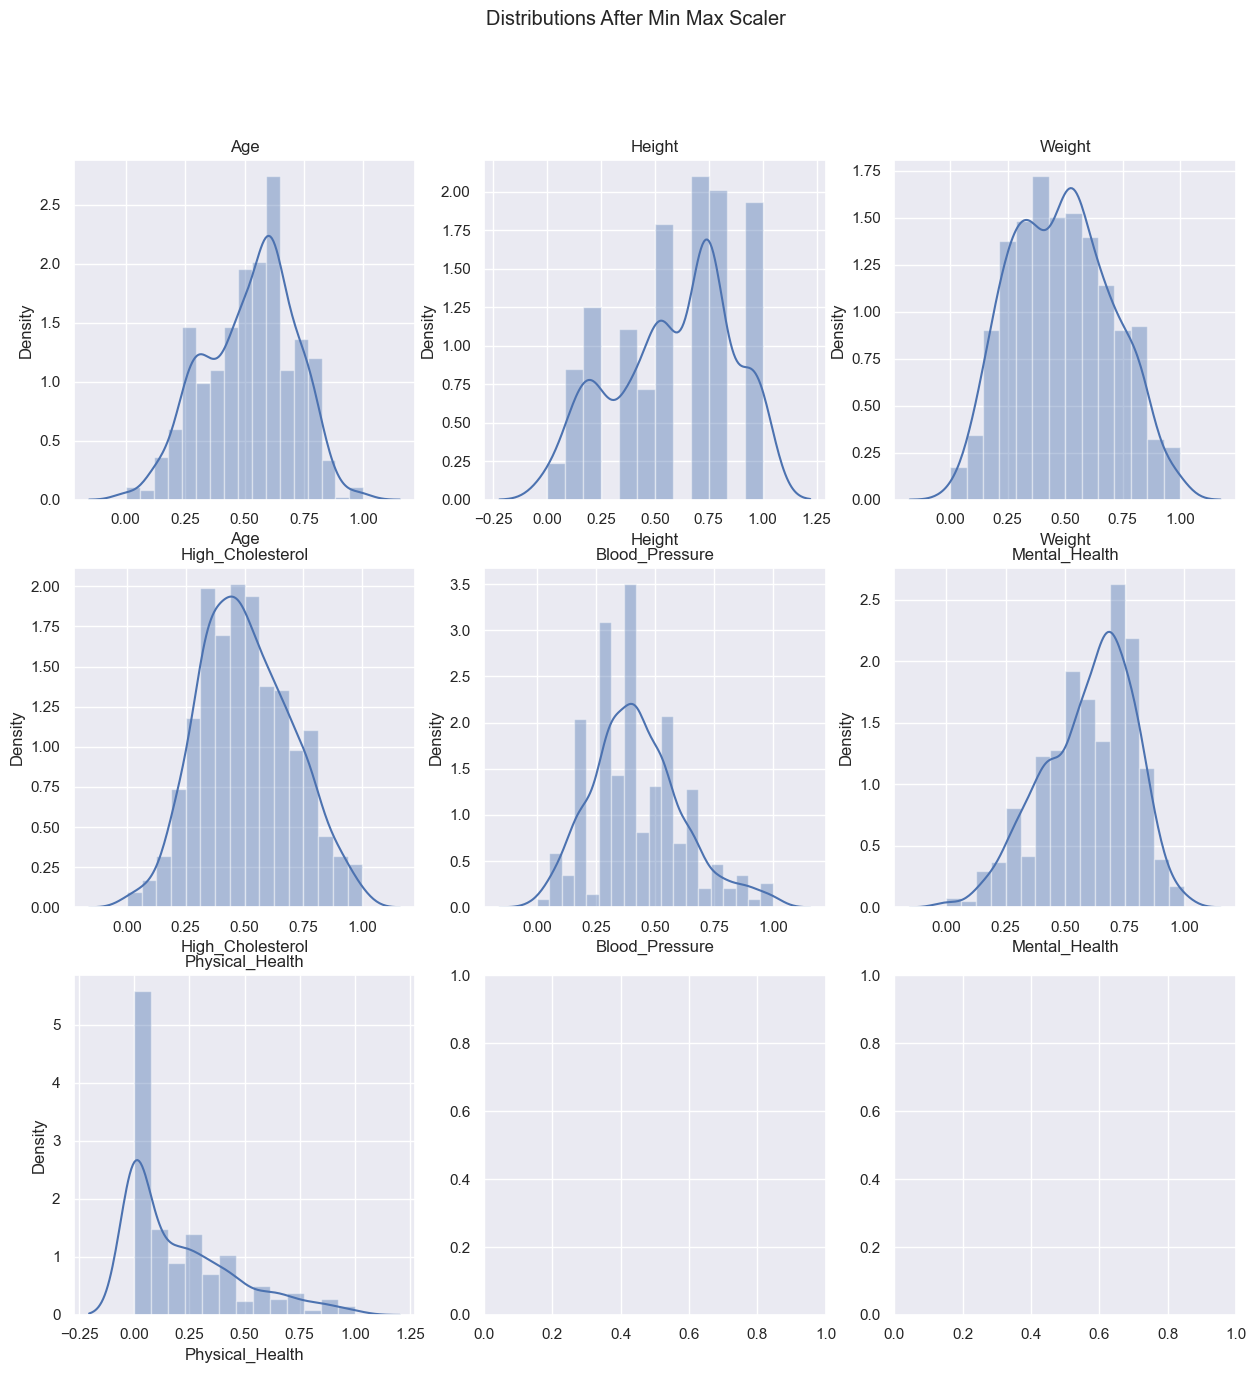 Distributions After Min Max Scaler
Age
Density
2.5
2.0
1.5
1.0
0.5
0.0
0.00 0.25 0.50 0.75 1.00
Age
Height
Density
2.00
1.75
1.50
1.25
1.00
0.75
0.50
0.25
0.00
−0.25 0.00 0.25 0.50 0.75 1.00 1.25
Height
Weight
Density
1.75
1.50
1.25
1.00
0.75
0.50
0.25
0.00
0.00 0.25 0.50 0.75 1.00
Weight
High_Cholesterol
Density
2.00
1.75
1.50
1.25
1.00
0.75
0.50
0.25
0.00
0.00 0.25 0.50 0.75 1.00
High_Cholesterol
Blood_Pressure
Density
3.5
3.0
2.5
2.0
1.5
1.0
0.5
0.0
0.00 0.25 0.50 0.75 1.00
Blood_Pressure
Mental_Health
Density
2.5
2.0
1.5
1.0
0.5
0.0
0.00 0.25 0.50 0.75 1.00
Mental_Health
Physical_Health
Density
5
4
3
2
1
0
−0.25 0.00 0.25 0.50 0.75 1.00 1.25
Physical_Health
1.0
0.8
0.6
0.4
0.2
0.0
0.0 0.2 0.4 0.6 0.8 1.0
1.0
0.8
0.6
0.4
0.2
0.0
0.0 0.2 0.4 0.6 0.8 1.0